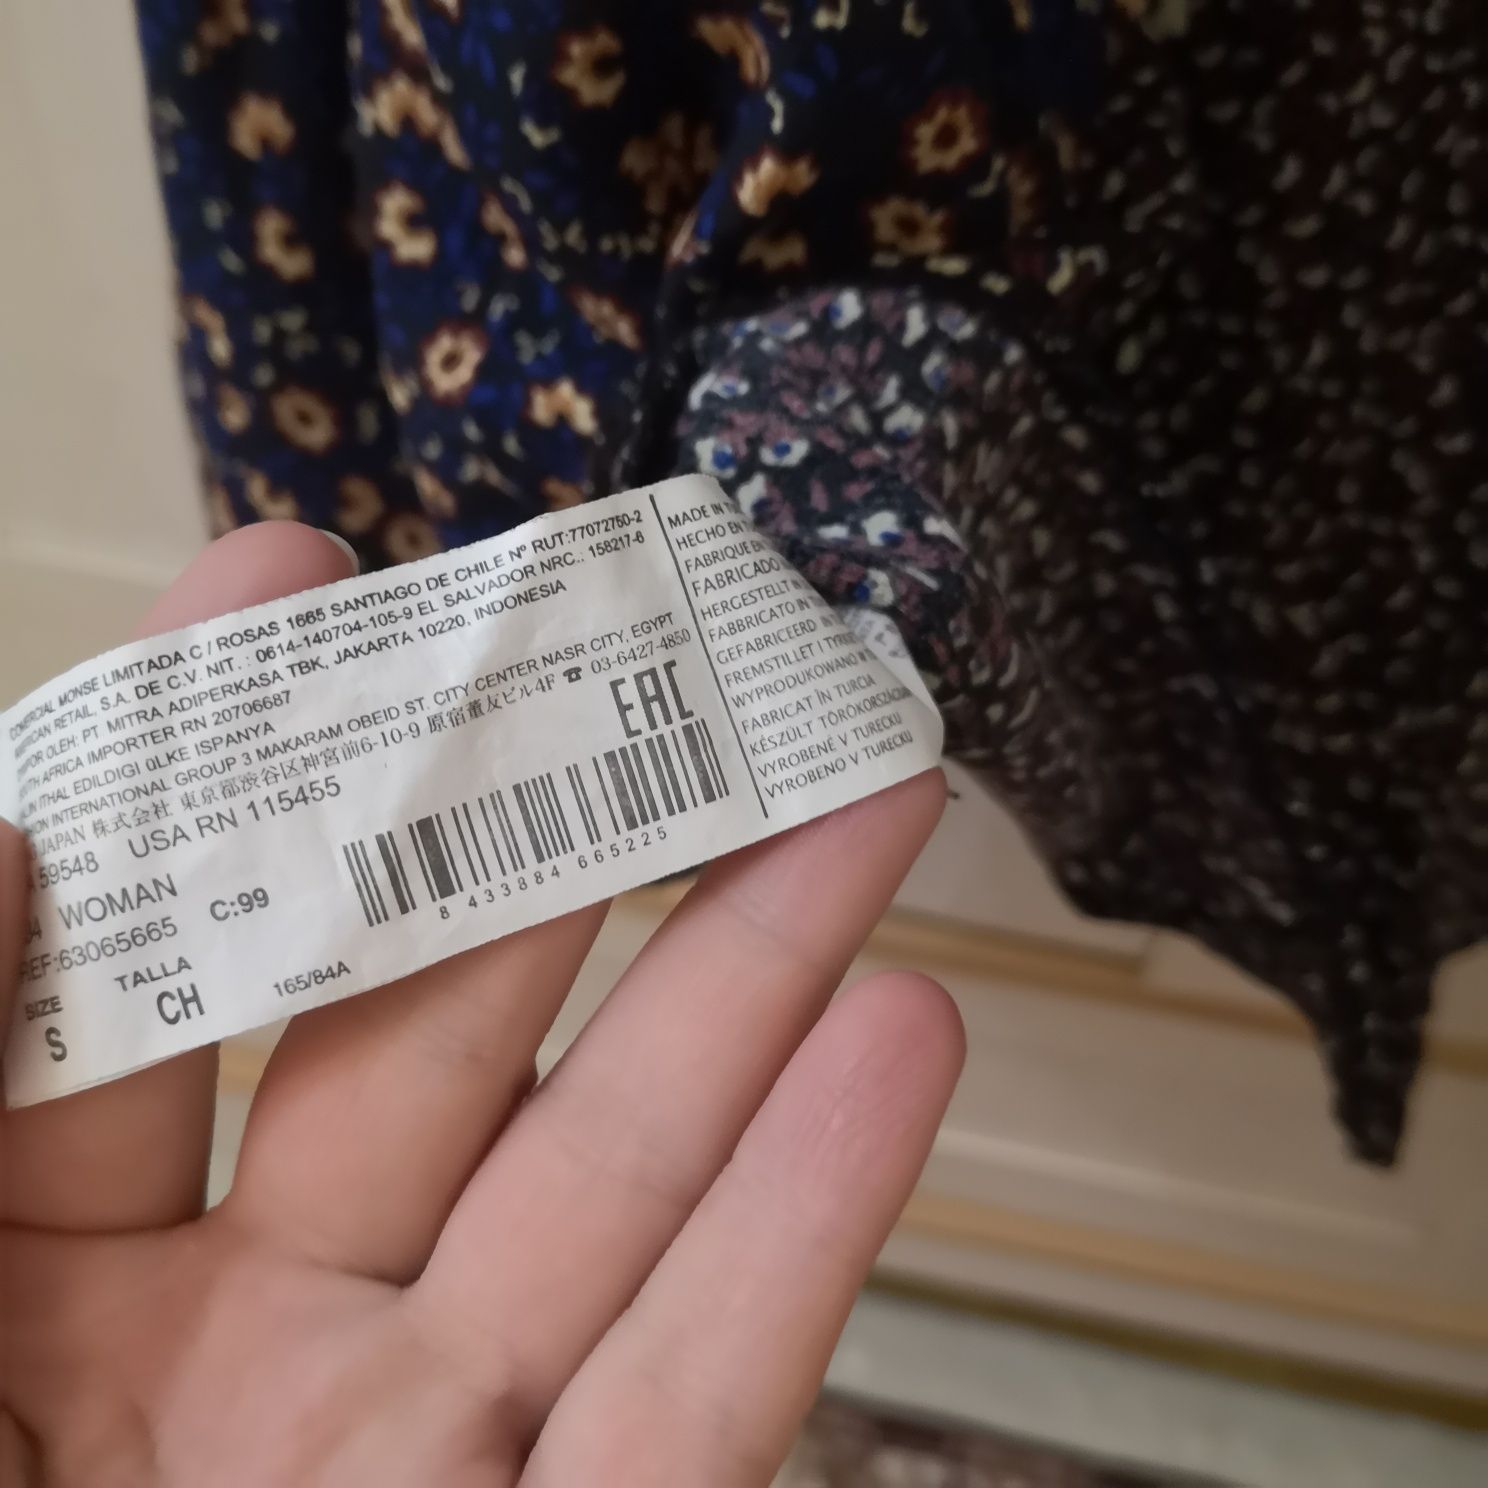 COMERCIAL MONSE LIMITADA C / ROSAS 1665 SANTIAGO DE CHILE Nº RUT:77072750-2
RETAIL, S.A. DE C.V. NIT. : 0614-140704-105-9 EL SALVADOR NRC.: 158217-6
OLEH: PT. MITRA ADIPERKASA TBK, JAKARTA 10220, INDONESIA
AFRICA IMPORTER RN 20706687
ITHAL EDILDIGI ULKE ISPANYA
INTERNATIONAL GROUP 3 MAKARAM OBEID ST. CITY CENTER NASR CITY, EGYPT
JAPAN 株式会社 東京都渋谷区神宮前6-10-9 原宿董友ビル4F ☎ 03-6427-4850
59548 USA RN 115455
EAC
WOMAN
REF:63065665 C:99
8 433884 665225
SIZE TALLA
S CH 165/84A
MADE IN
HECHO EN
FABRIQUE EN
FABRICADO
HERGESTELLT IN
FABBRICATO IN
GEFABRICEERD IN
FREMSTILLET I
WYPRODUKOWANO W
FABRICAT ÎN TURCIA
KÉSZÜLT
VYROBENÉ V TURECKU
VYROBENO V TURECKU